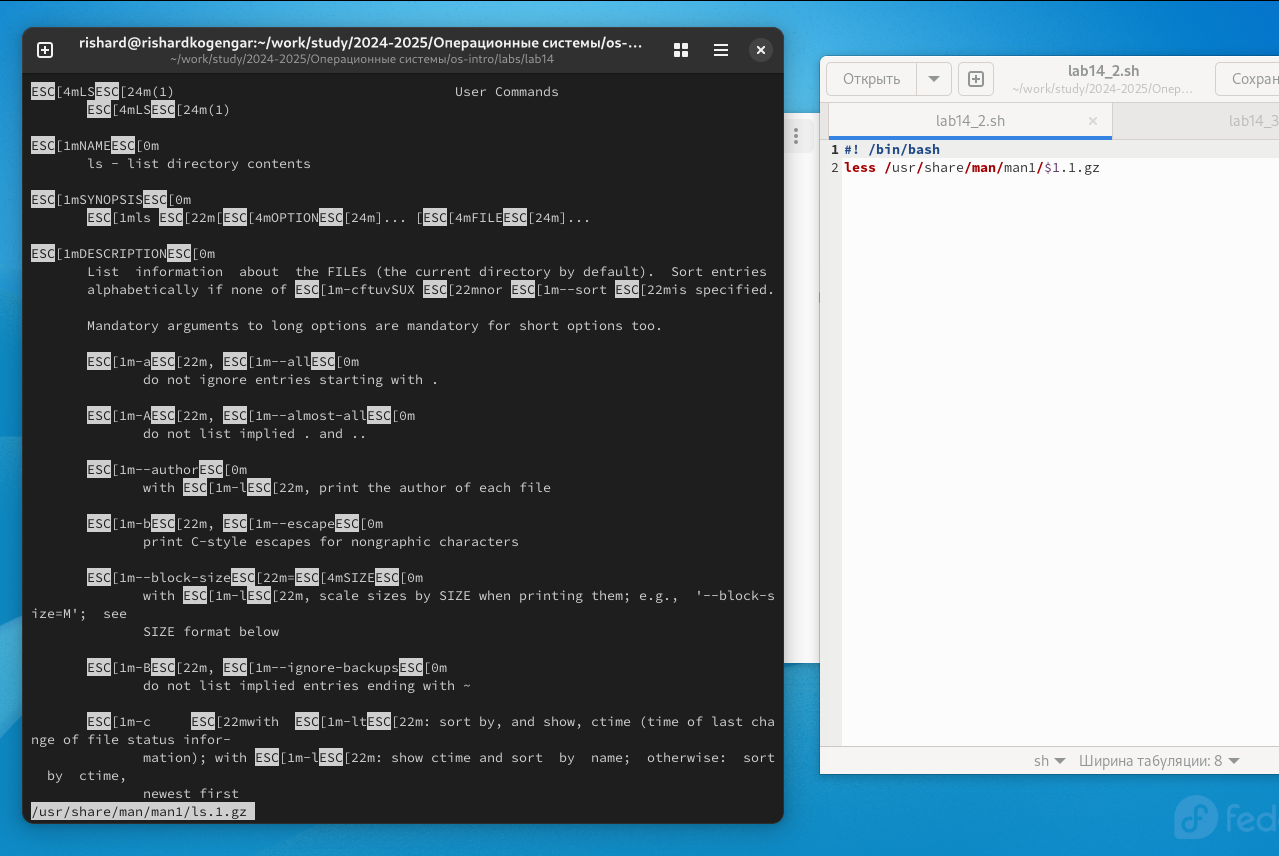 rishard@rishardkogengar:~/work/study/2024-2025/Операционные системы/os-...
~/work/study/2024-2025/Операционные системы/os-intro/labs/lab14
ESC[4mLSESC[24m(1)                                   User Commands
       ESC[4mLSESC[24m(1)
ESC[1mNAMEESC[0m
       ls - list directory contents
ESC[1mSYNOPSISESC[0m
       ESC[1mls ESC[22m[ESC[4mOPTIONESC[24m]... [ESC[4mFILEESC[24m]...
ESC[1mDESCRIPTIONESC[0m
       List  information  about  the FILEs (the current directory by default).  Sort entries
       alphabetically if none of ESC[1m-cftuvSUX ESC[22mnor ESC[1m--sort ESC[22mis specified.
       Mandatory arguments to long options are mandatory for short options too.
       ESC[1m-aESC[22m, ESC[1m--allESC[0m
              do not ignore entries starting with .
       ESC[1m-AESC[22m, ESC[1m--almost-allESC[0m
              do not list implied . and ..
       ESC[1m--authorESC[0m
              with ESC[1m-lESC[22m, print the author of each file
       ESC[1m-bESC[22m, ESC[1m--escapeESC[0m
              print C-style escapes for nongraphic characters
       ESC[1m--block-sizeESC[22m=ESC[4mSIZEESC[0m
              with ESC[1m-lESC[22m, scale sizes by SIZE when printing them; e.g.,  '--block-s
ize=M';  see
              SIZE format below
       ESC[1m-BESC[22m, ESC[1m--ignore-backupsESC[0m
              do not list implied entries ending with ~
       ESC[1m-c     ESC[22mwith  ESC[1m-ltESC[22m: sort by, and show, ctime (time of last cha
nge of file status infor-
              mation); with ESC[1m-lESC[22m: show ctime and sort  by  name;  otherwise:  sort
  by  ctime,
              newest first
/usr/share/man/man1/ls.1.gz
Открыть
lab14_2.sh
~/work/study/2024-2025/Опер...
Сохран
lab14_2.sh
lab14_3
1 #! /bin/bash
2 less /usr/share/man/man1/$1.1.gz
sh
Ширина табуляции: 8
fed